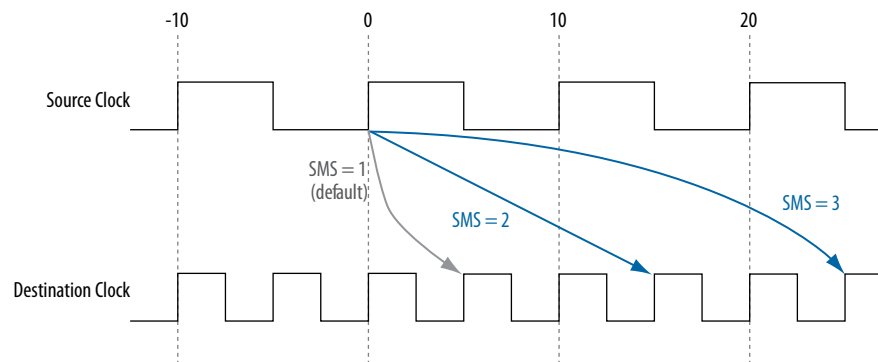 -10 0 10 20
Source Clock
SMS = 1
(default)
SMS = 2
SMS = 3
Destination Clock